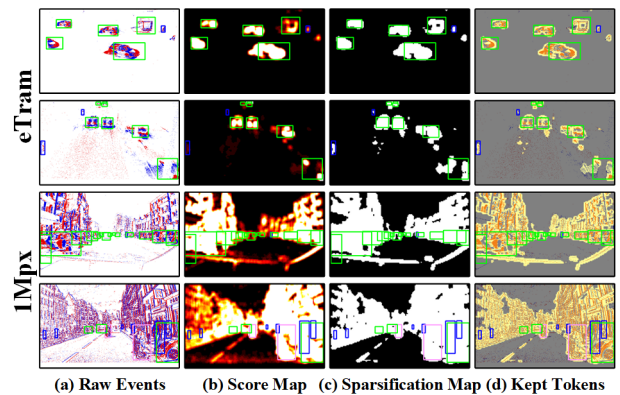 eTram
1Mpx
(a) Raw Events (b) Score Map (c) Sparsification Map (d) Kept Tokens